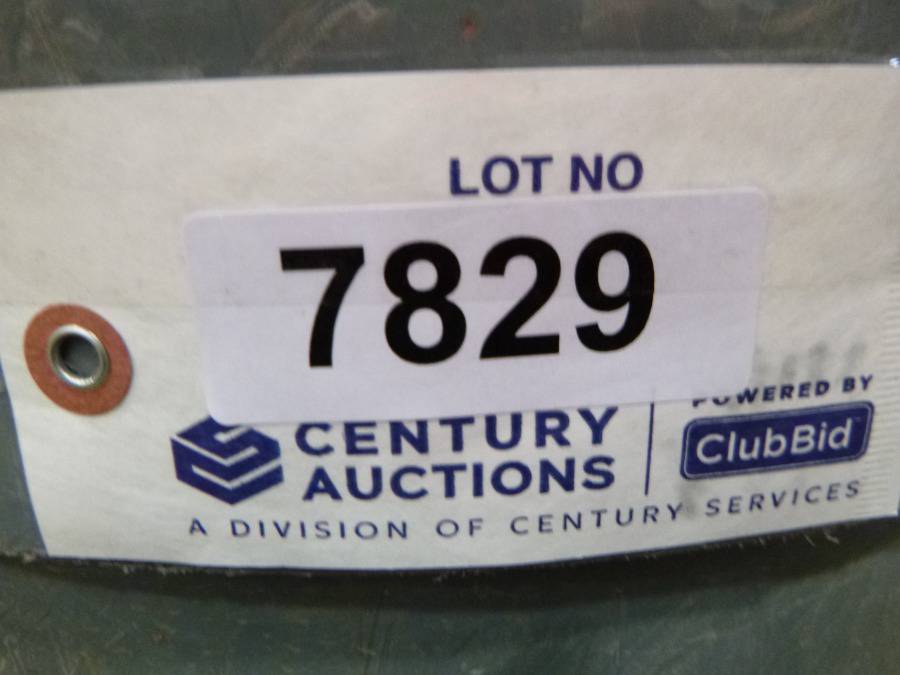 LOT NO
7829
CENTURY
AUCTIONS
POWERED BY
ClubBid
A DIVISION OF CENTURY SERVICES